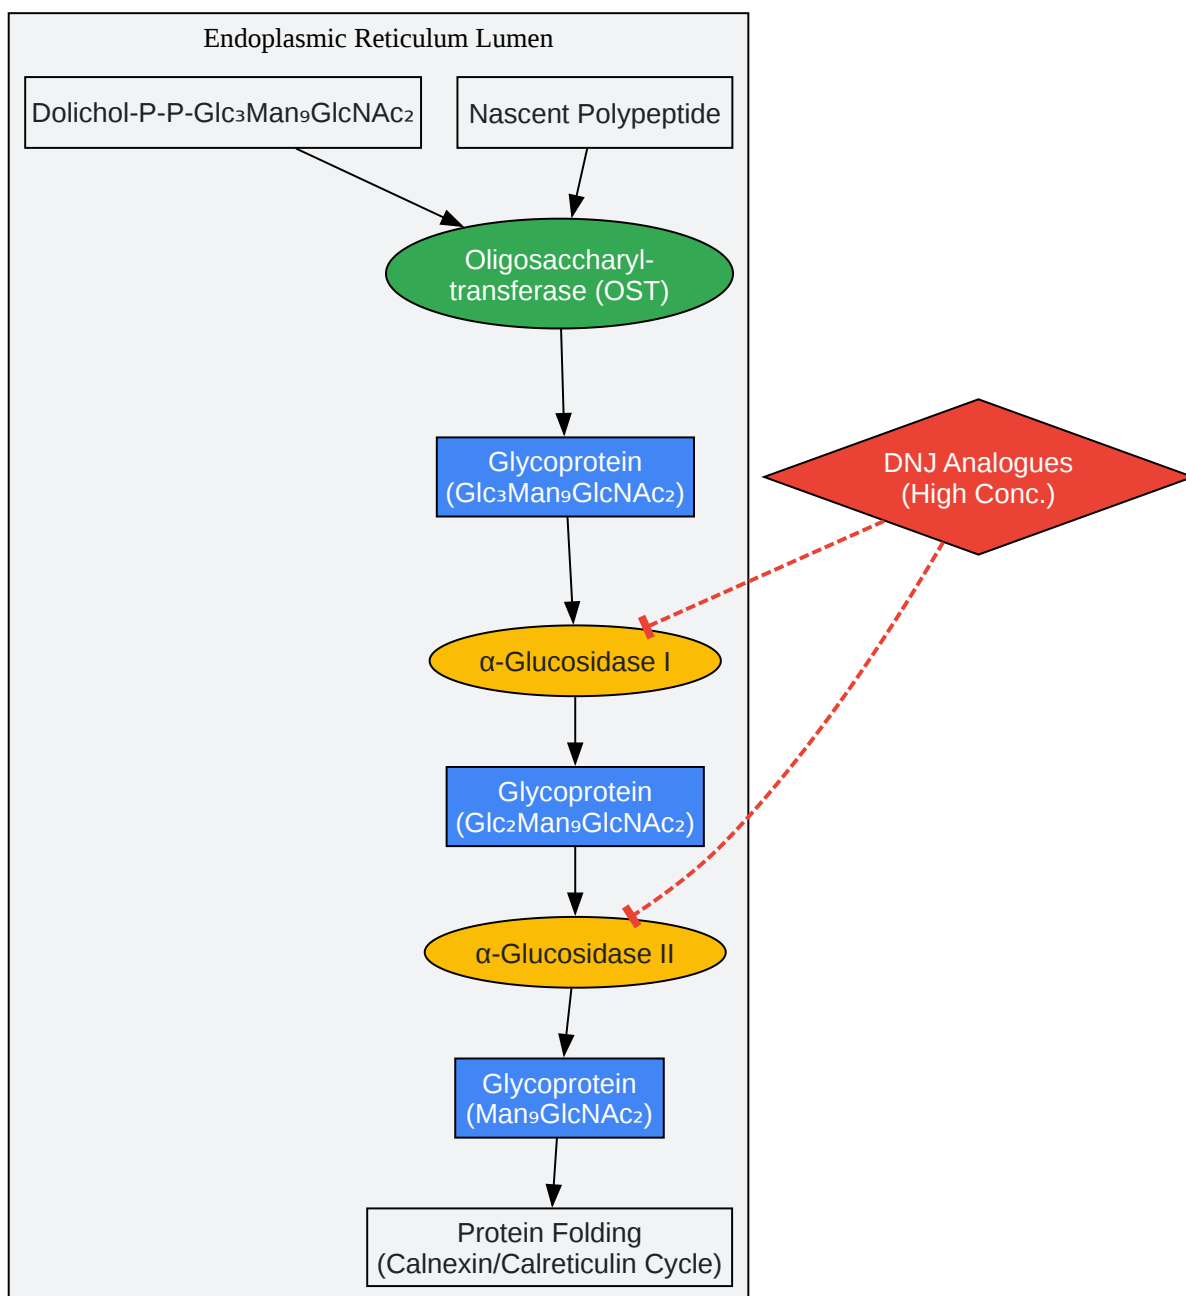 Endoplasmic Reticulum Lumen
Dolichol-P-P-Glc₃Man₉GlcNAc₂
Nascent Polypeptide
Oligosaccharyl-
transferase (OST)
Glycoprotein
(Glc₃Man₉GlcNAc₂)
DNJ Analogues
(High Conc.)
α-Glucosidase I
Glycoprotein
(Glc₂Man₉GlcNAc₂)
α-Glucosidase II
Glycoprotein
(Man₉GlcNAc₂)
Protein Folding
(Calnexin/Calreticulin Cycle)